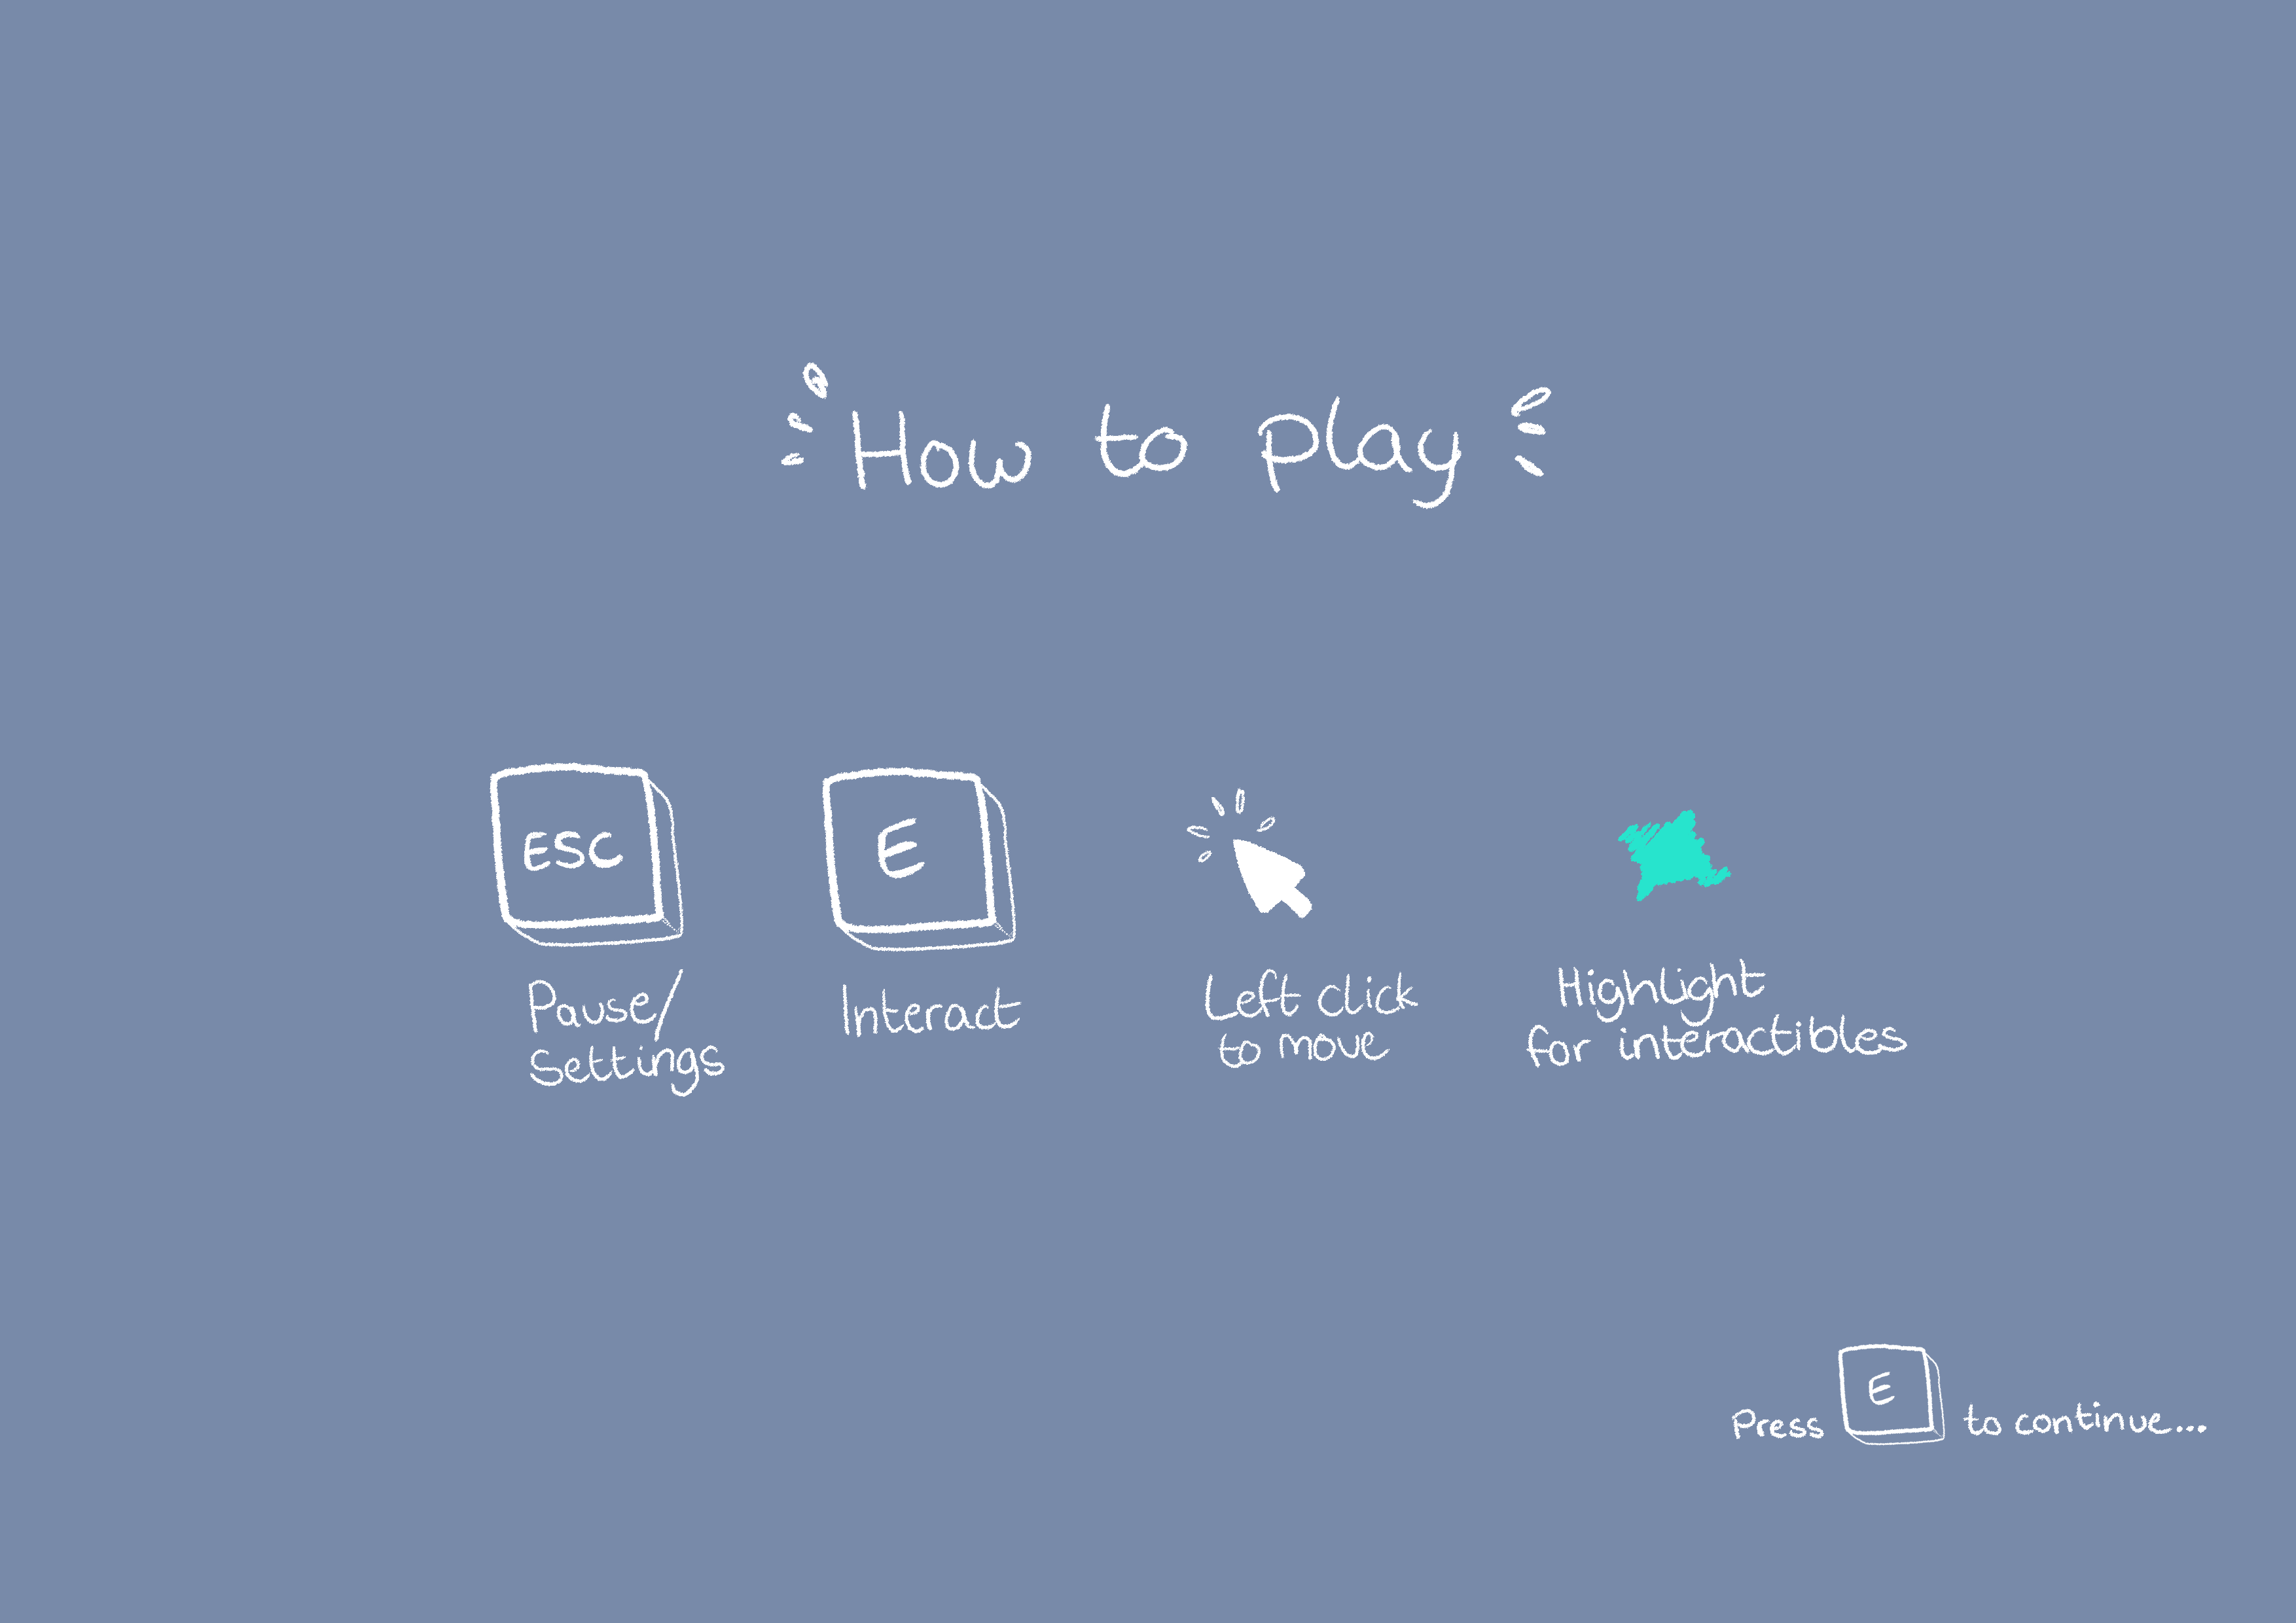 How to play
ESC
Pause/
settings
E
Interact
Left click
to move
Highlight
for interactibles
Press E to continue...